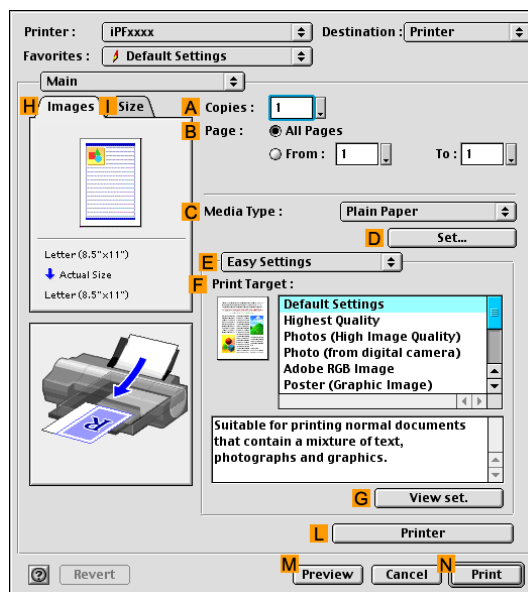 Printer : iPFxxxx Destination : Printer
Favorites : Default Settings
Main
H Images I Size
A Copies : 1
B Page : All Pages
From : 1 To : 1
C Media Type : Plain Paper
D Set...
Letter (8.5"x11")
Actual Size
Letter (8.5"x11")
E Easy Settings
F Print Target :
Default Settings
Highest Quality
Photos (High Image Quality)
Photo (from digital camera)
Adobe RGB Image
Poster (Graphic Image)
R
Suitable for printing normal documents
that contain a mixture of text,
photographs and graphics.
G View set.
L Printer
? Revert M Preview Cancel N Print